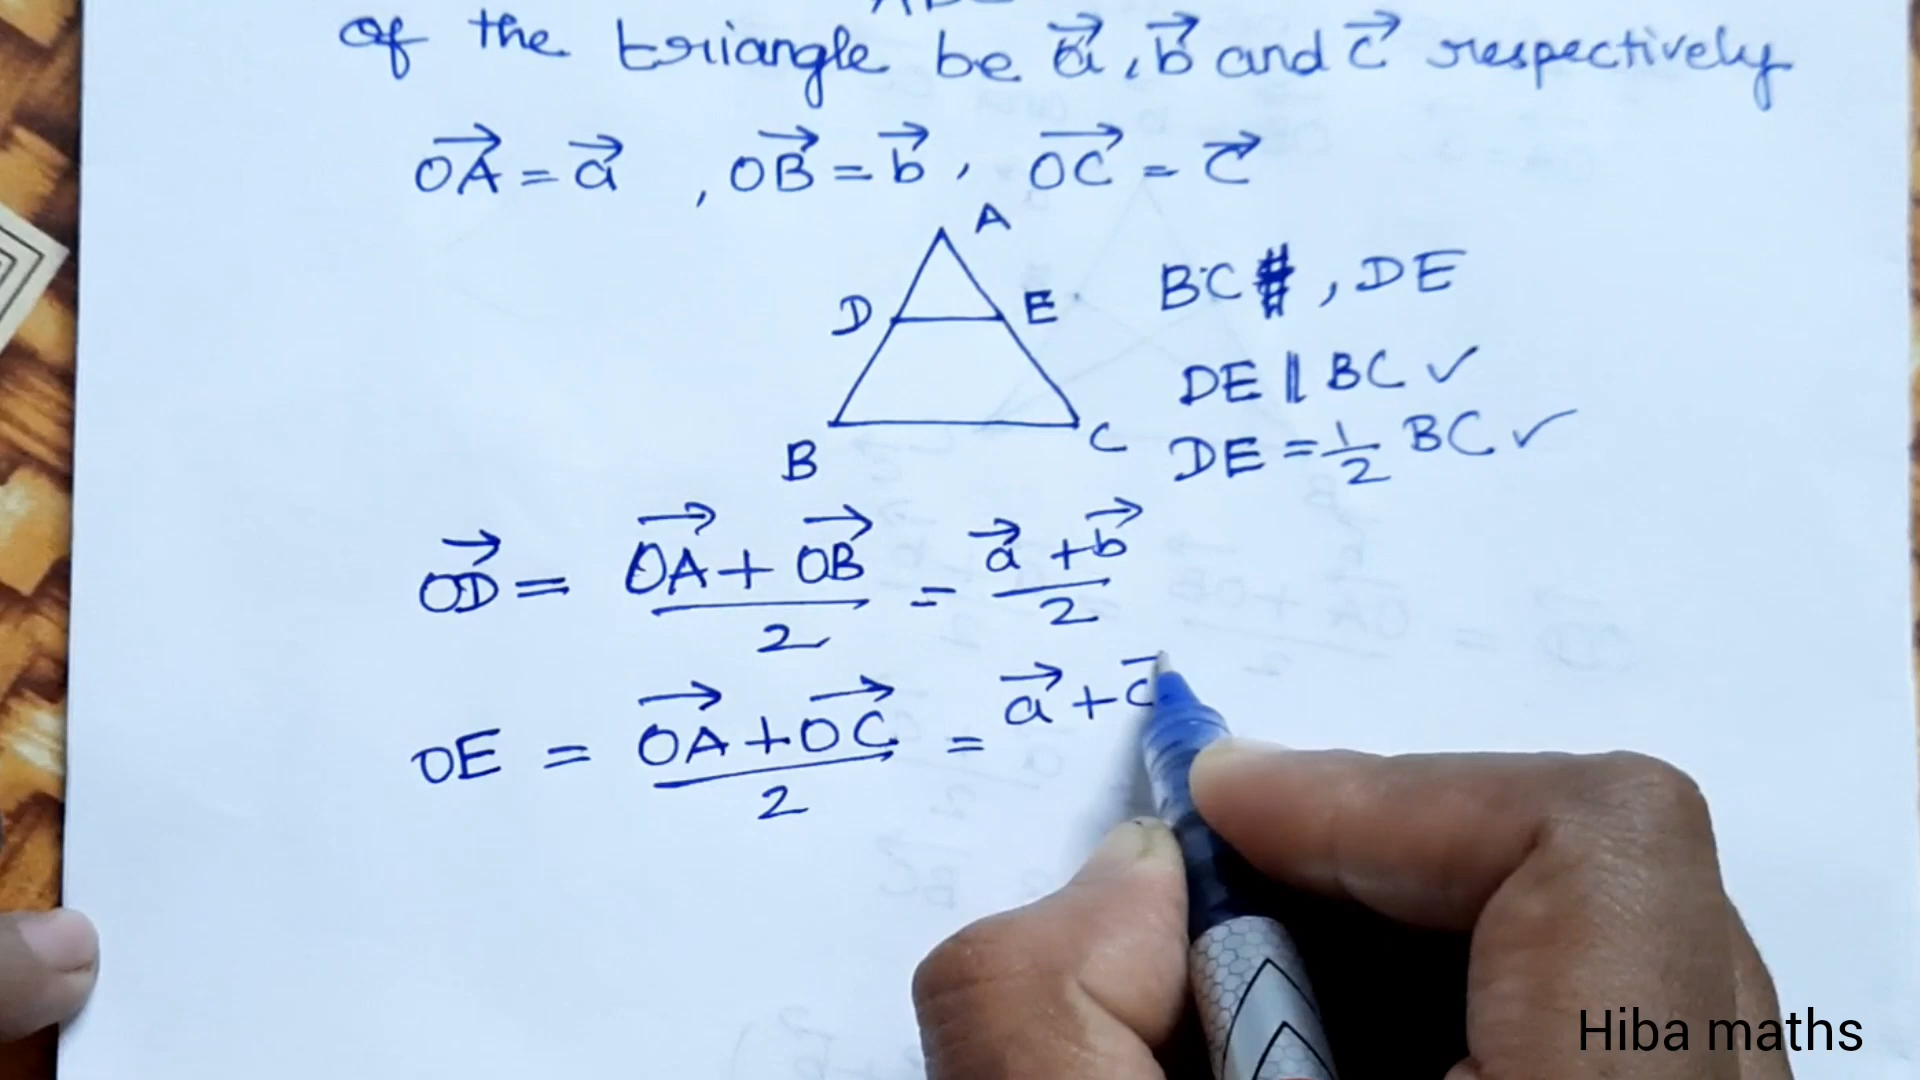 of the triangle be a⃗, b⃗ and c⃗ respectively
OA⃗ = a⃗ , OB⃗ = b⃗ , OC⃗ = c⃗
A
D E
B C
BC , DE
DE ∥ BC ✓
DE = 1/2 BC ✓
OD⃗ = (OA⃗ + OB⃗)/2 = (a⃗ + b⃗)/2
OE = (OA⃗ + OC⃗)/2 = a⃗ + c
Hiba maths